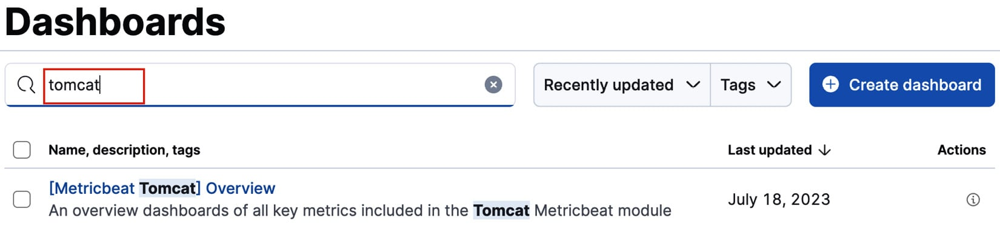 Dashboards
tomcat
Recently updated
Tags
Create dashboard
Name, description, tags
Last updated
Actions
[Metricbeat Tomcat] Overview
An overview dashboards of all key metrics included in the Tomcat Metricbeat module
July 18, 2023